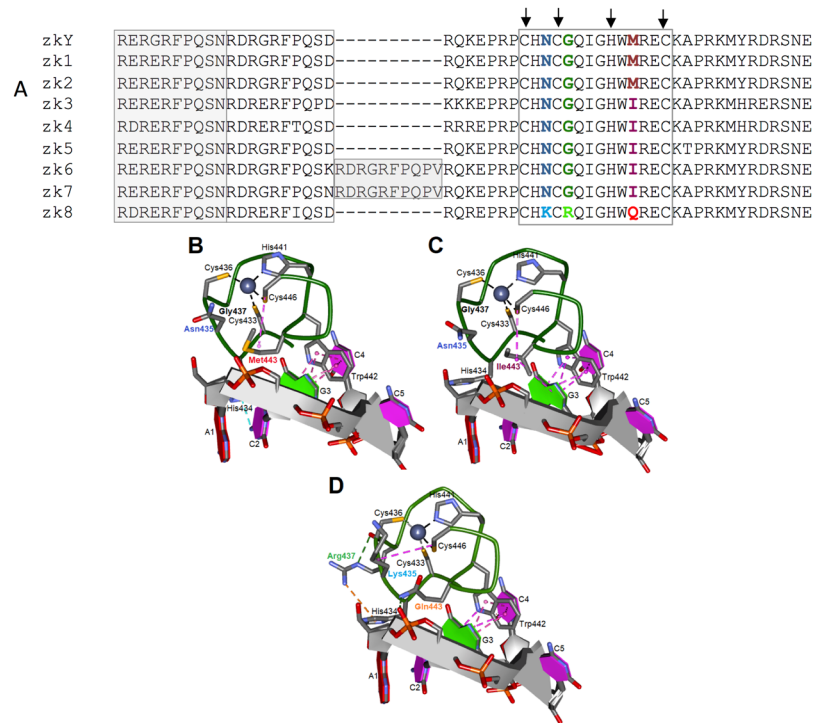 zkY RERGRFPQSNRDRGRFPQSD----------RQKEPRPCHNCGQIGHWMRECKAPRKMYRDRSNE
zk1 RERERFPQSNRDRGRFPQSD----------RQKEPRPCHNCGQIGHWMRECKAPRKMYRDRSNE
A
zk2 RERERFPQSNRDRGRFPQSD----------RQKEPRPCHNCGQIGHWMRECKAPRKMYRDRSNE
zk3 RERERFPQSNRDRERFPQPD----------KKKEPRPCHNCGQIGHWIRECKAPRKMHRERSNE
zk4 RDRERFPQSNRDRERFTQSD----------RRREPRPCHNCGQIGHWIRECKAPRKMHRDRSNE
zk5 RERERFPQSNRDRGRFPQSD----------RQKEPRPCHNCGQIGHWIRECKTPRKMYRDRSNE
zk6 RERERFPQSNRDRGRFPQSKRDRGRFPQPVRQKEPRPCHNCGQIGHWIRECKAPRKMYRDRSNE
zk7 RERERFPQSNRDRGRFPQSNRDRGRFPQPVRQKEPRPCHNCGQIGHWIRECKAPRKMYRDRSNE
zk8 RDRERFPQSNRDRERFIQSD----------RQREPRPCHKCRQIGHWQRECKAPRKMYRDRSNE
B
His441
Cys436
Cys446
Gly437
Cys433
Asn435
Met443
C4
Trp442
G3
C5
His434
A1
C2
C
His441
Cys436
Cys446
Gly437
Cys433
Asn435
Ile443
C4
Trp442
His434
G3
C5
A1
C2
D
His441
Cys436
Cys446
Arg437
Cys433
Lys435
Gln443
C4
His434
Trp442
G3
C5
A1
C2